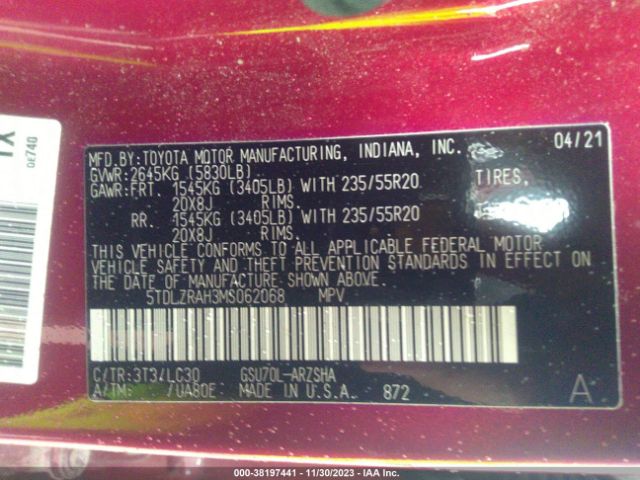 MFD.BY:TOYOTA MOTOR MANUFACTURING, INDIANA, INC. 04/21
GVWR:2645KG (5830LB)
GAWR:FRT. 1545KG (3405LB) WITH 235/55R20 TIRES,
20X8J RIMS.
RR. 1545KG (3405LB) WITH 235/55R20
20X8J RIMS.
THIS VEHICLE CONFORMS TO ALL APPLICABLE FEDERAL MOTOR
VEHICLE SAFETY AND THEFT PREVENTION STANDARDS IN EFFECT ON
THE DATE OF MANUFACTURE SHOWN ABOVE.
5TDLZRAH3MS062068 MPV
C/TR:3T3/LC30 GSU70L-ARZSHA
A/TM: /UA80E MADE IN U.S.A. 872 A
0E740
000-38197441 - 11/30/2023 - IAA Inc.